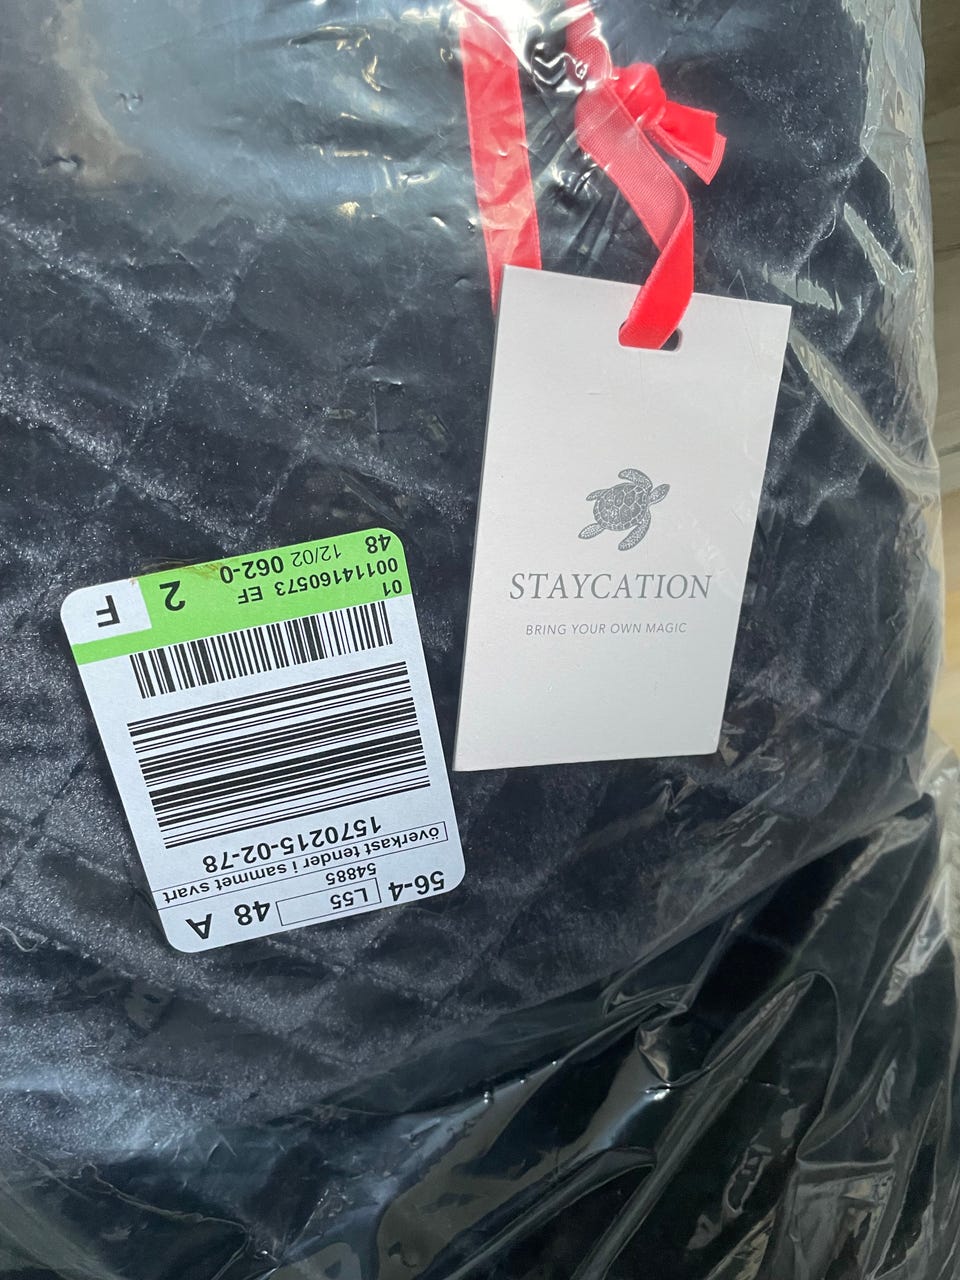 STAYCATION
BRING YOUR OWN MAGIC
56-4 L55 48 A
54885
överkast tender i sammet svart
1570215-02-78
01
00114160573 EF 2 F
48 12/02 062-0